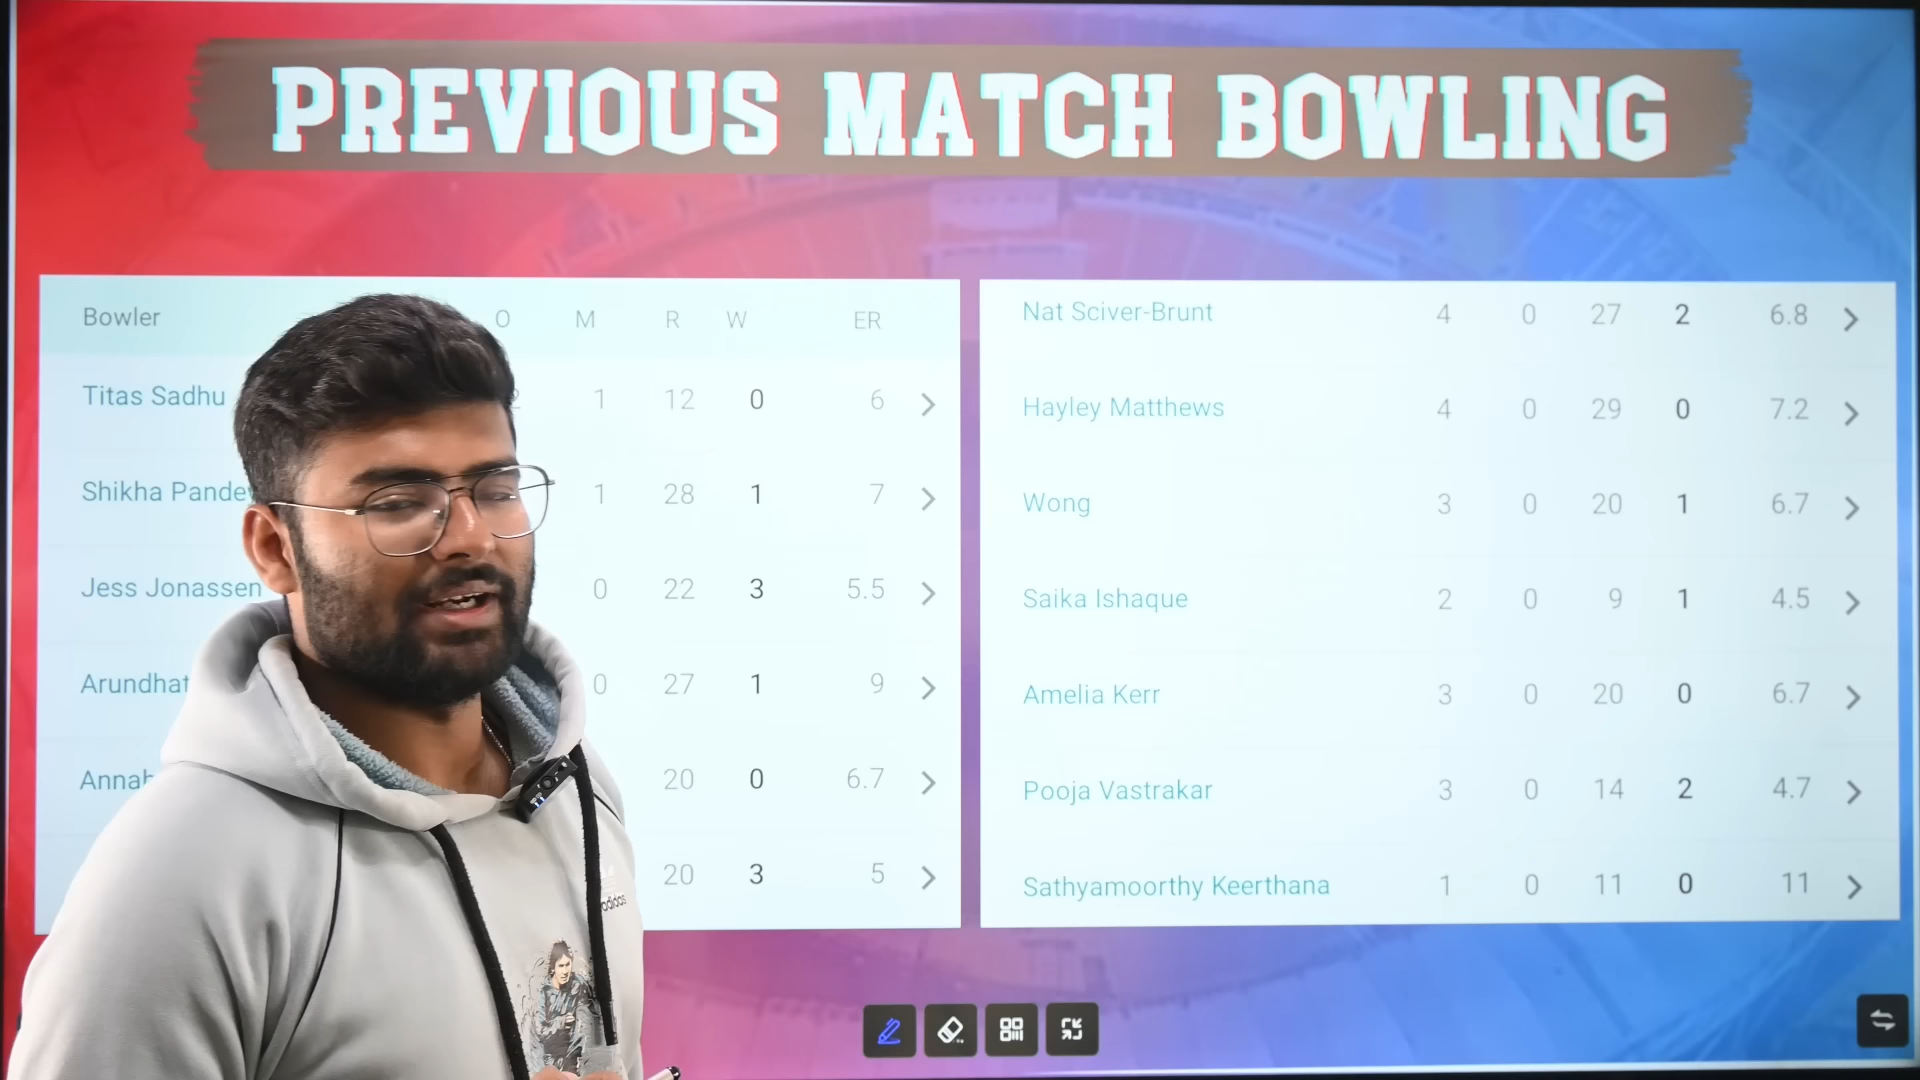 PREVIOUS MATCH BOWLING
Bowler O M R W ER
Titas Sadhu 1 12 0 6
Shikha Pande 1 28 1 7
Jess Jonassen 0 22 3 5.5
Arundhat 0 27 1 9
Annab 20 0 6.7
20 3 5
Nat Sciver-Brunt 4 0 27 2 6.8
Hayley Matthews 4 0 29 0 7.2
Wong 3 0 20 1 6.7
Saika Ishaque 2 0 9 1 4.5
Amelia Kerr 3 0 20 0 6.7
Pooja Vastrakar 3 0 14 2 4.7
Sathyamoorthy Keerthana 1 0 11 0 11
adidas